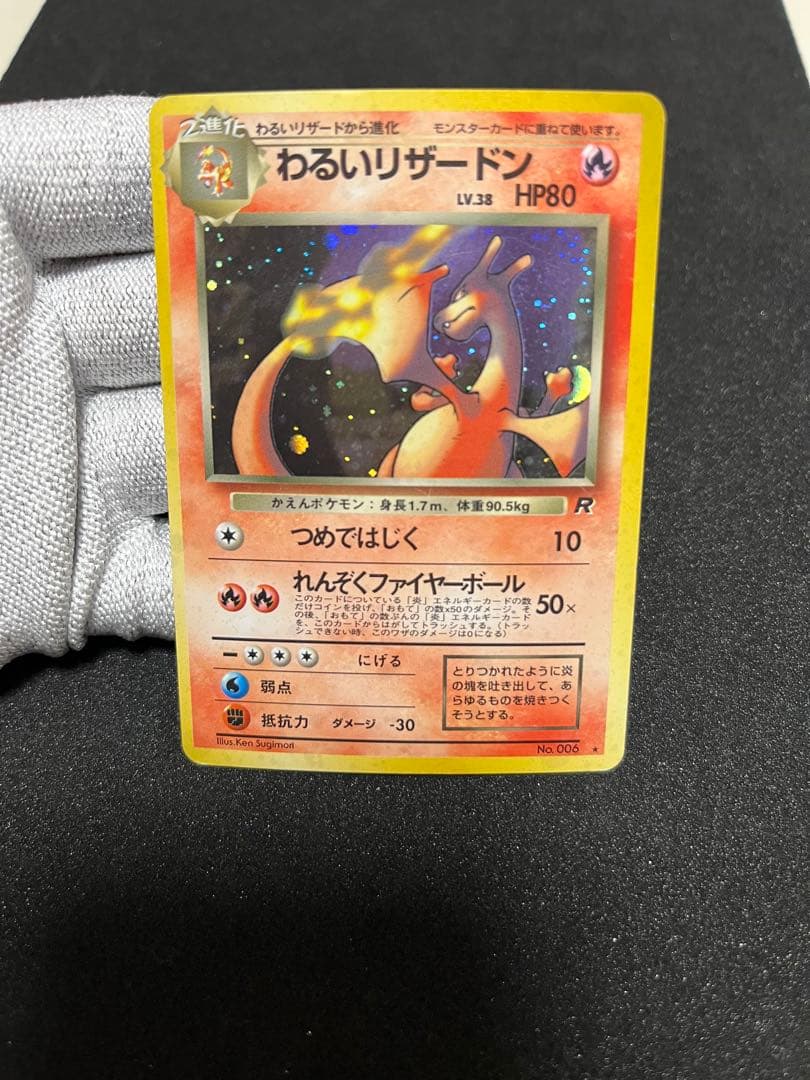 2進化 わるいリザードから進化 モンスターカードに重ねて使います。
わるいリザードン
LV.38 HP80
かえんポケモン：身長1.7m、体重90.5kg R
つめではじく 10
れんぞくファイヤーボール 50×
このカードについている「炎」エネルギーカードの数
だけコインを投げ、「おもて」の数x50のダメージ。そ
の後、「おもて」の数ぶんの「炎」エネルギーカード
を、このカードからはがしてトラッシュする。(トラッ
シュできない時、このワザのダメージは0になる)
にげる
弱点
抵抗力 ダメージ -30
とりつかれたように炎
の塊を吐き出して、あ
らゆるものを焼きつく
そうとする。
Illus.Ken Sugimori
No. 006 ★